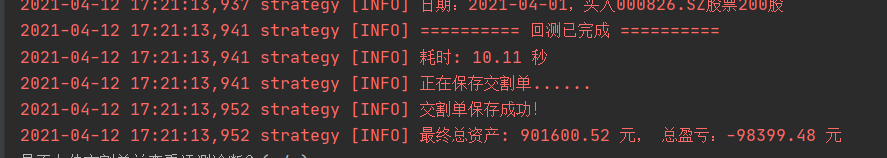 2021-04-12 17:21:13,937 strategy [INFO] 日期：2021-04-01，买入000826.SZ股票200股
2021-04-12 17:21:13,941 strategy [INFO] ========== 回测已完成 ==========
2021-04-12 17:21:13,941 strategy [INFO] 耗时: 10.11 秒
2021-04-12 17:21:13,941 strategy [INFO] 正在保存交割单......
2021-04-12 17:21:13,952 strategy [INFO] 交割单保存成功!
2021-04-12 17:21:13,952 strategy [INFO] 最终总资产: 901600.52 元, 总盈亏: -98399.48 元